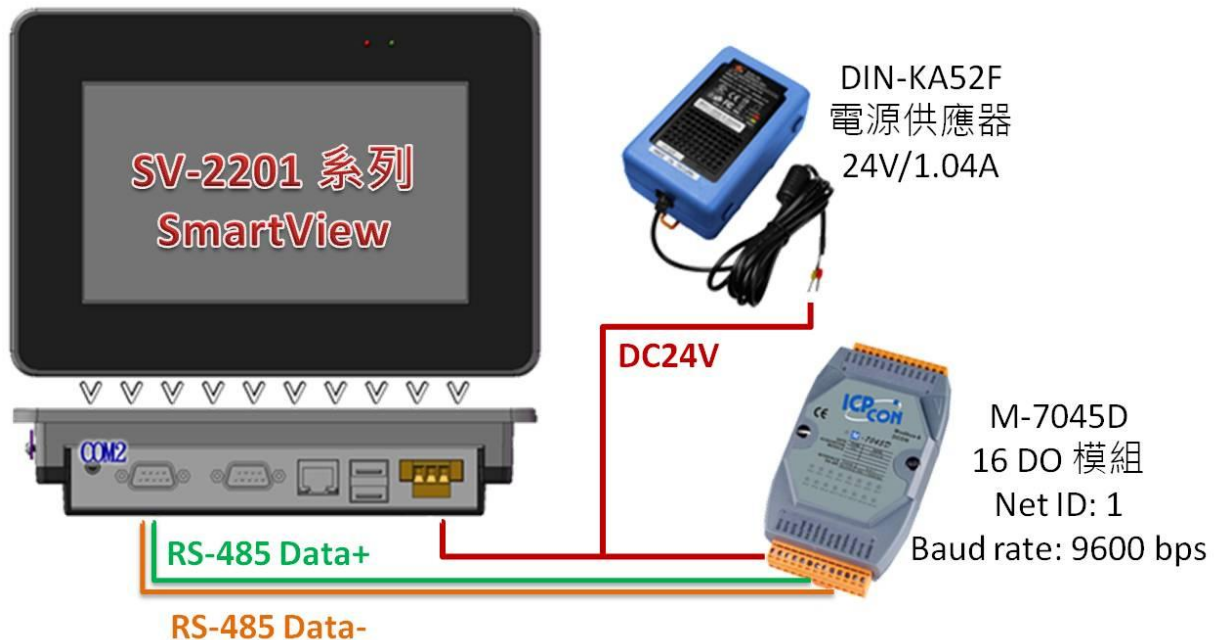 SV-2201 系列
SmartView
DIN-KA52F
電源供應器
24V/1.04A
DC24V
COM2
ICP CON
CE
-7045D
M-7045D
16 DO 模組
Net ID: 1
Baud rate: 9600 bps
RS-485 Data+
RS-485 Data-